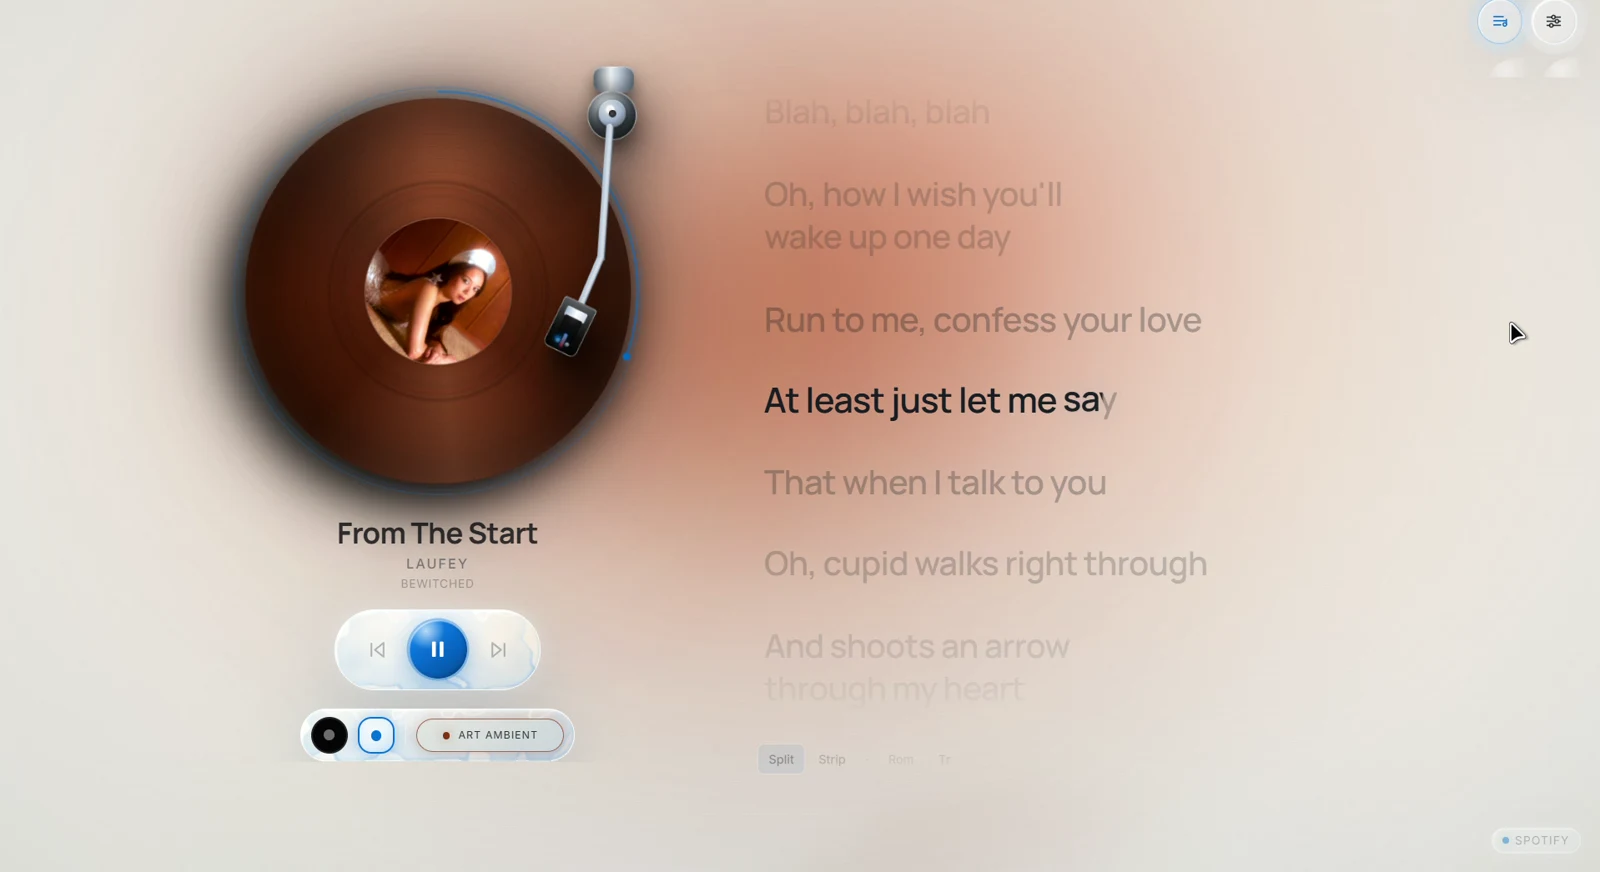 Blah, blah, blah
Oh, how I wish you'll
wake up one day
Run to me, confess your love
At least just let me say
That when I talk to you
Oh, cupid walks right through
And shoots an arrow
through my heart
From The Start
LAUFEY
BEWITCHED
ART AMBIENT
Split Strip Rom Tr
SPOTIFY